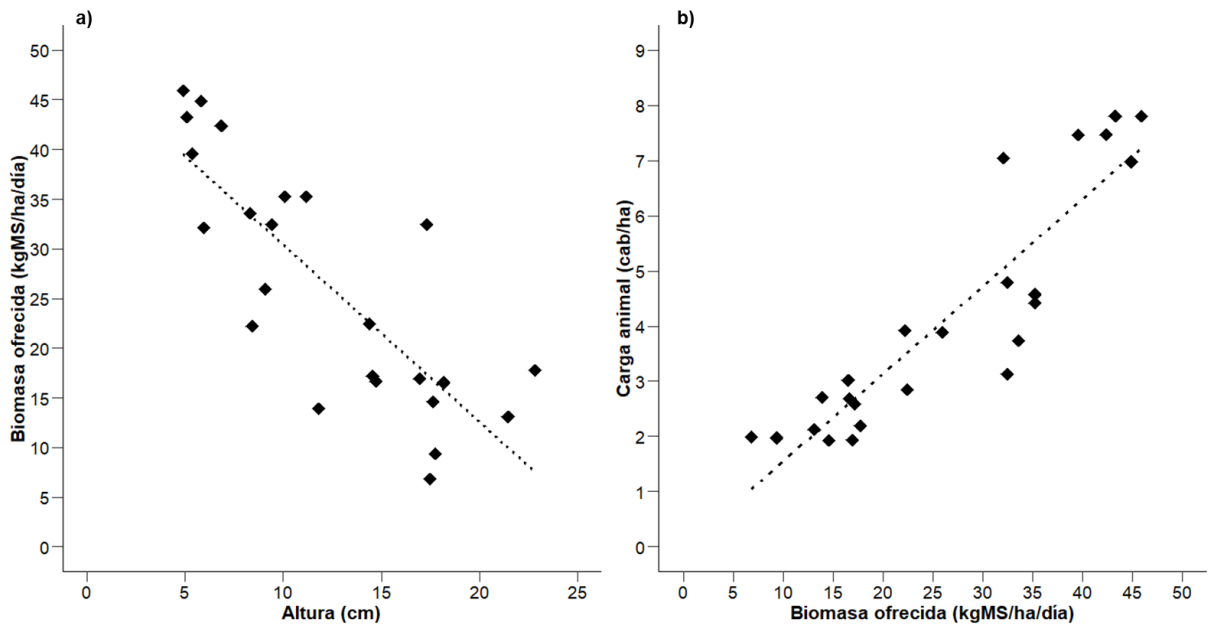 a)
Biomasa ofrecida (kgMS/ha/día)
50
45
40
35
30
25
20
15
10
5
0
0 5 10 15 20 25
Altura (cm)
b)
Carga animal (cab/ha)
9
8
7
6
5
4
3
2
1
0
0 5 10 15 20 25 30 35 40 45 50
Biomasa ofrecida (kgMS/ha/día)